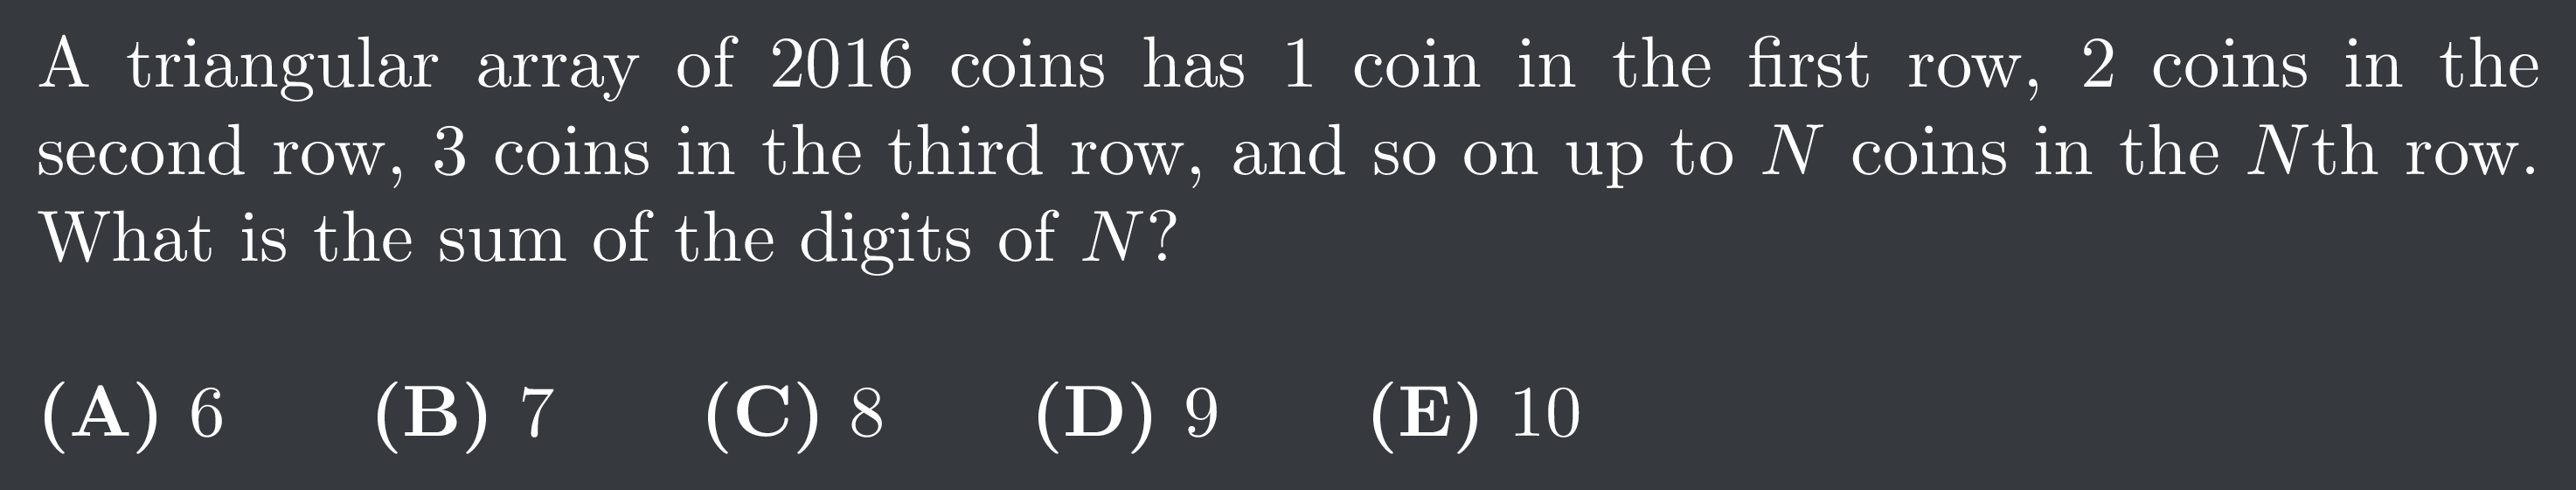 A triangular array of 2016 coins has 1 coin in the first row, 2 coins in the
second row, 3 coins in the third row, and so on up to N coins in the Nth row.
What is the sum of the digits of N?
(A) 6 (B) 7 (C) 8 (D) 9 (E) 10